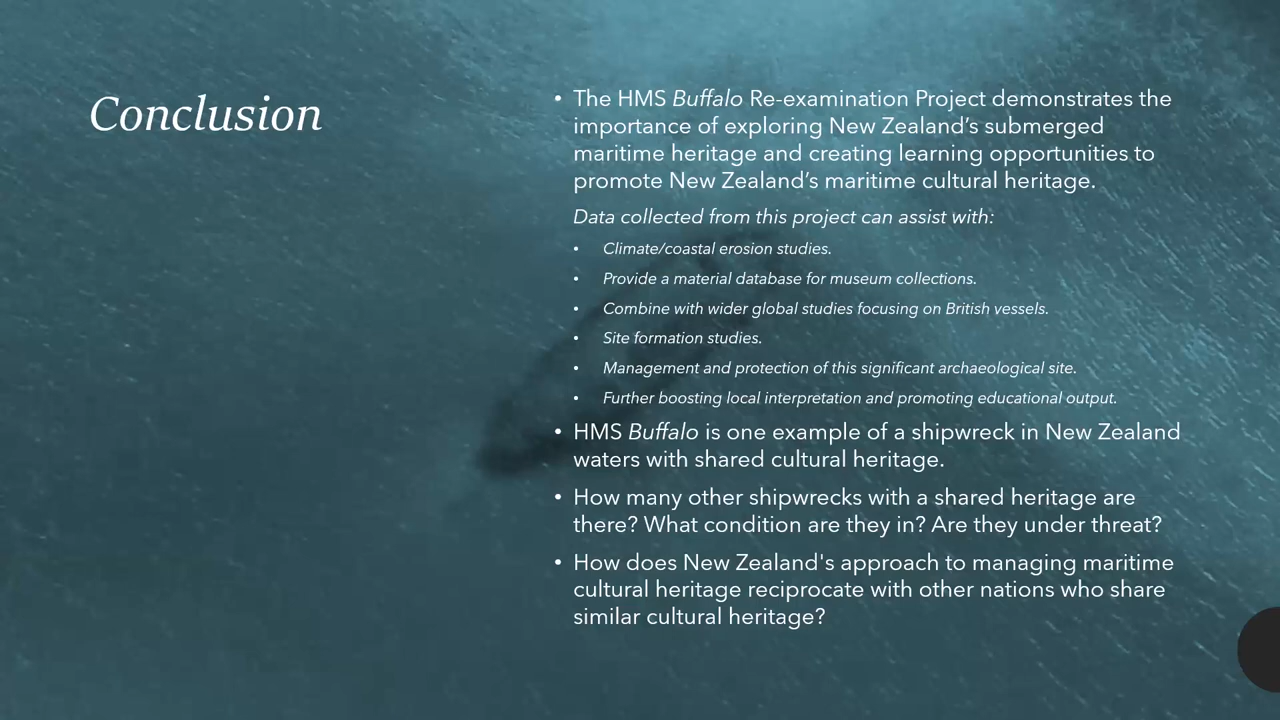 Conclusion
• The HMS Buffalo Re-examination Project demonstrates the
importance of exploring New Zealand’s submerged
maritime heritage and creating learning opportunities to
promote New Zealand’s maritime cultural heritage.
Data collected from this project can assist with:
• Climate/coastal erosion studies.
• Provide a material database for museum collections.
• Combine with wider global studies focusing on British vessels.
• Site formation studies.
• Management and protection of this significant archaeological site.
• Further boosting local interpretation and promoting educational output.
• HMS Buffalo is one example of a shipwreck in New Zealand
waters with shared cultural heritage.
• How many other shipwrecks with a shared heritage are
there? What condition are they in? Are they under threat?
• How does New Zealand's approach to managing maritime
cultural heritage reciprocate with other nations who share
similar cultural heritage?